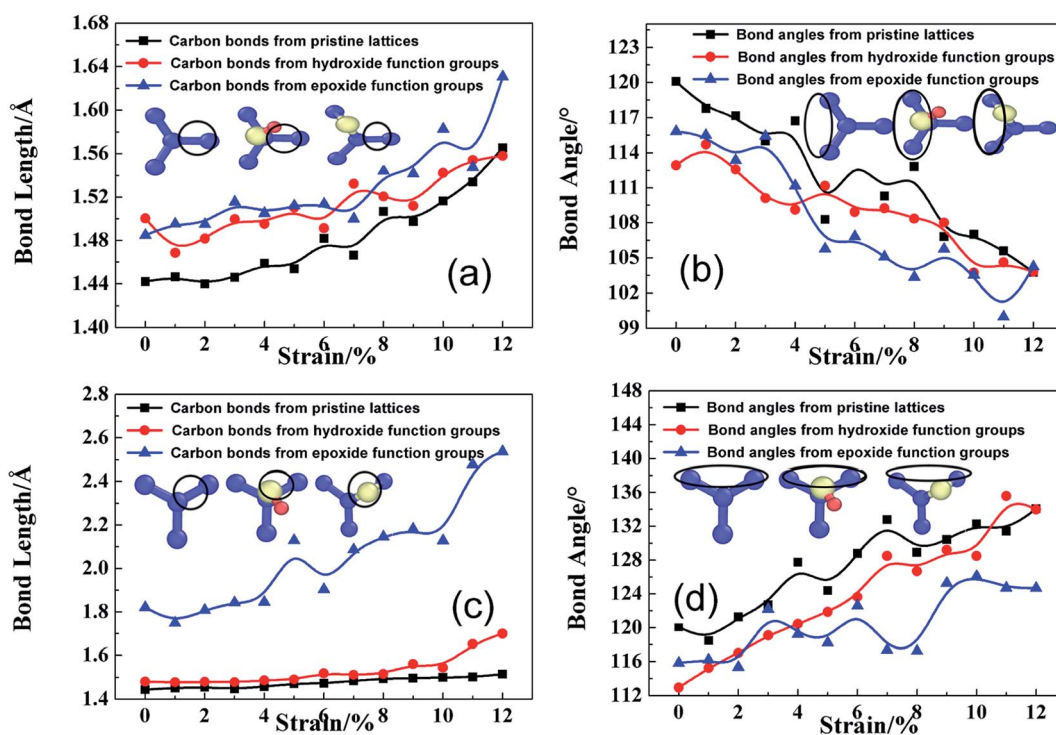 (a)
Bond Length/Å
1.68
1.64
1.60
1.56
1.52
1.48
1.44
1.40
Carbon bonds from pristine lattices
Carbon bonds from hydroxide function groups
Carbon bonds from epoxide function groups
0 2 4 6 8 10 12
Strain/%
(b)
Bond Angle/°
123
120
117
114
111
108
105
102
99
Bond angles from pristine lattices
Bond angles from hydroxide function groups
Bond angles from epoxide function groups
0 2 4 6 8 10 12
Strain/%
(c)
Bond Length/Å
2.8
2.6
2.4
2.2
2.0
1.8
1.6
1.4
Carbon bonds from pristine lattices
Carbon bonds from hydroxide function groups
Carbon bonds from epoxide function groups
0 2 4 6 8 10 12
Strain/%
(d)
Bond Angle/°
148
144
140
136
132
128
124
120
116
112
Bond angles from pristine lattices
Bond angles from hydroxide function groups
Bond angles from epoxide function groups
0 2 4 6 8 10 12
Strain/%